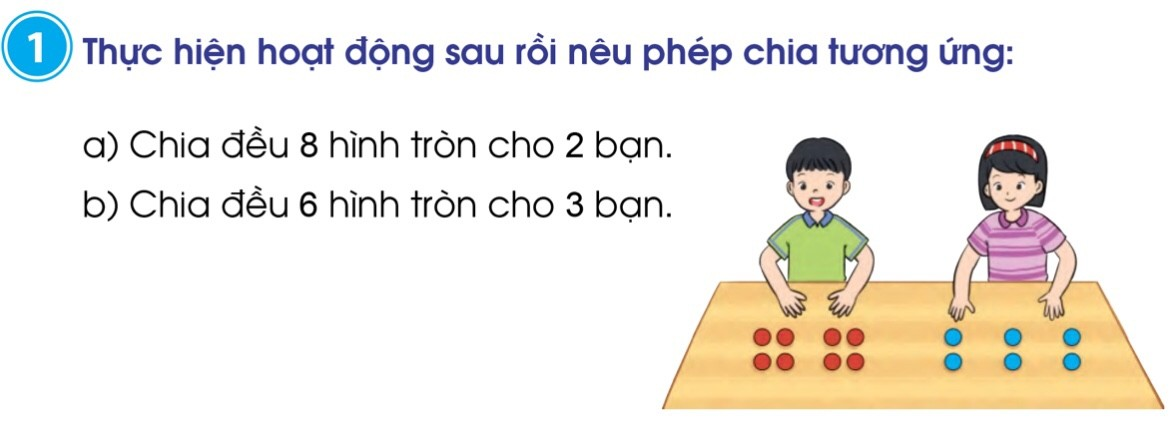 1 Thực hiện hoạt động sau rồi nêu phép chia tương ứng:
a) Chia đều 8 hình tròn cho 2 bạn.
b) Chia đều 6 hình tròn cho 3 bạn.